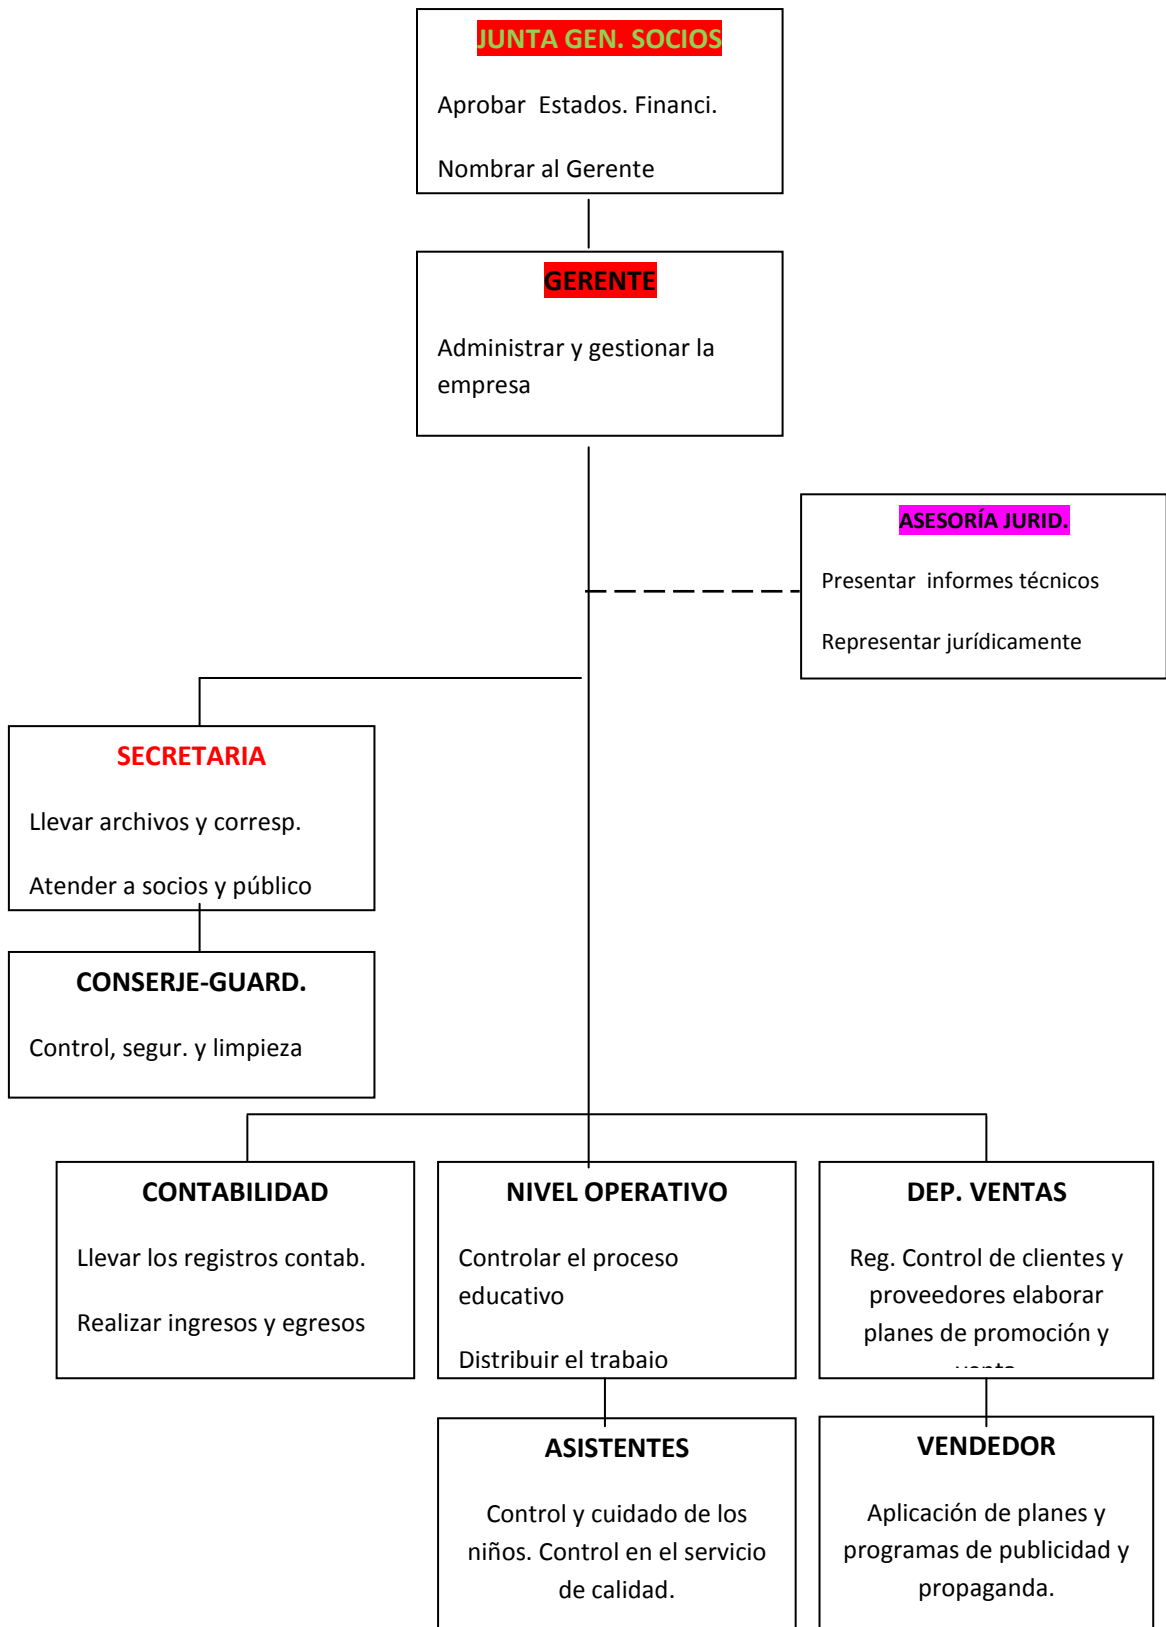 JUNTA GEN. SOCIOS
Aprobar  Estados. Financi.
Nombrar al Gerente
GERENTE
Administrar y gestionar la
empresa
ASESORÍA JURID.
Presentar  informes técnicos
Representar jurídicamente
SECRETARIA
Llevar archivos y corresp.
Atender a socios y público
CONSERJE-GUARD.
Control, segur. y limpieza
CONTABILIDAD
Llevar los registros contab.
Realizar ingresos y egresos
NIVEL OPERATIVO
Controlar el proceso
educativo
Distribuir el trabajo
DEP. VENTAS
Reg. Control de clientes y
proveedores elaborar
planes de promoción y
ASISTENTES
Control y cuidado de los
niños. Control en el servicio
de calidad.
VENDEDOR
Aplicación de planes y
programas de publicidad y
propaganda.